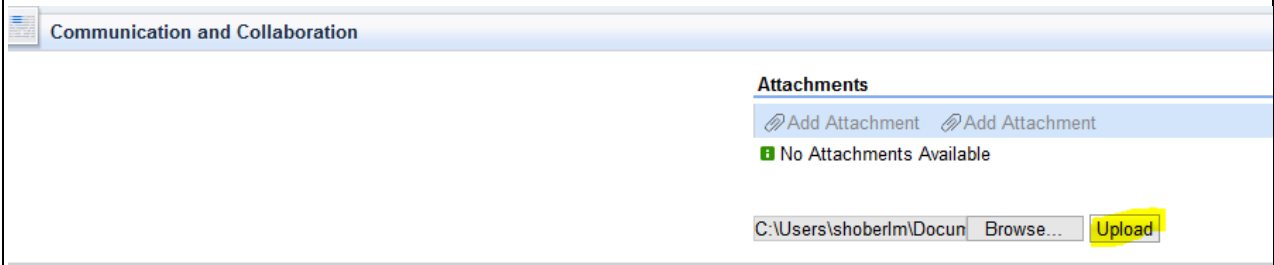 Communication and Collaboration
Attachments
Add Attachment Add Attachment
No Attachments Available
C:\Users\shoberlm\Docun Browse... Upload